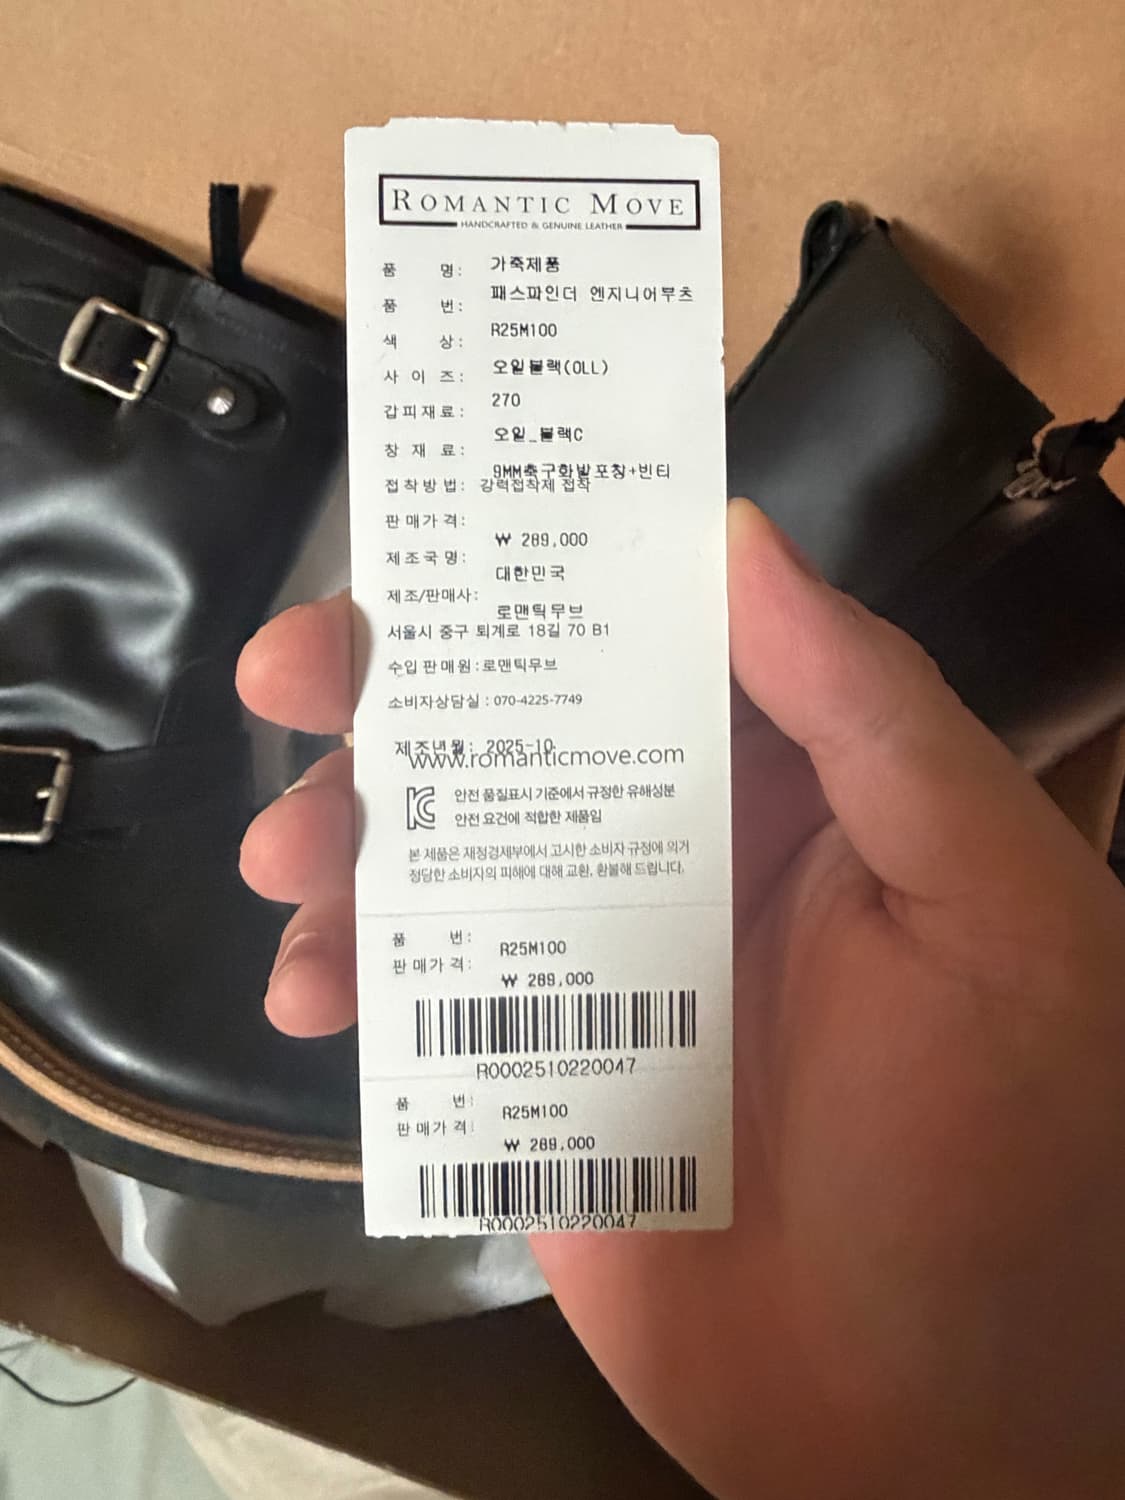 ROMANTIC MOVE
HANDCRAFTED & GENUINE LEATHER
품 명: 가죽제품
품 번: 패스파인더 엔지니어부츠
색 상: R25M100
사 이 즈: 오일블랙(OLL)
갑피재료: 270
창 재 료: 오일_블랙C
9MM축구화발포창+빈티
접착방법: 강력접착제 접착
판매가격:
₩ 289,000
제조국명:
대한민국
제조/판매사:
로맨틱무브
서울시 중구 퇴계로 18길 70 B1
수입 판매원:로맨틱무브
소비자상담실 : 070-4225-7749
제조년월: 2025-10
www.romanticmove.com
안전 품질표시 기준에서 규정한 유해성분
안전 요건에 적합한 제품임
본 제품은 재정경제부에서 고시한 소비자 규정에 의거
정당한 소비자의 피해에 대해 교환, 환불해 드립니다.
품 번: R25M100
판매가격: ₩ 289,000
R0002510220047
품 번: R25M100
판매가격: ₩ 289,000
R0002510220047